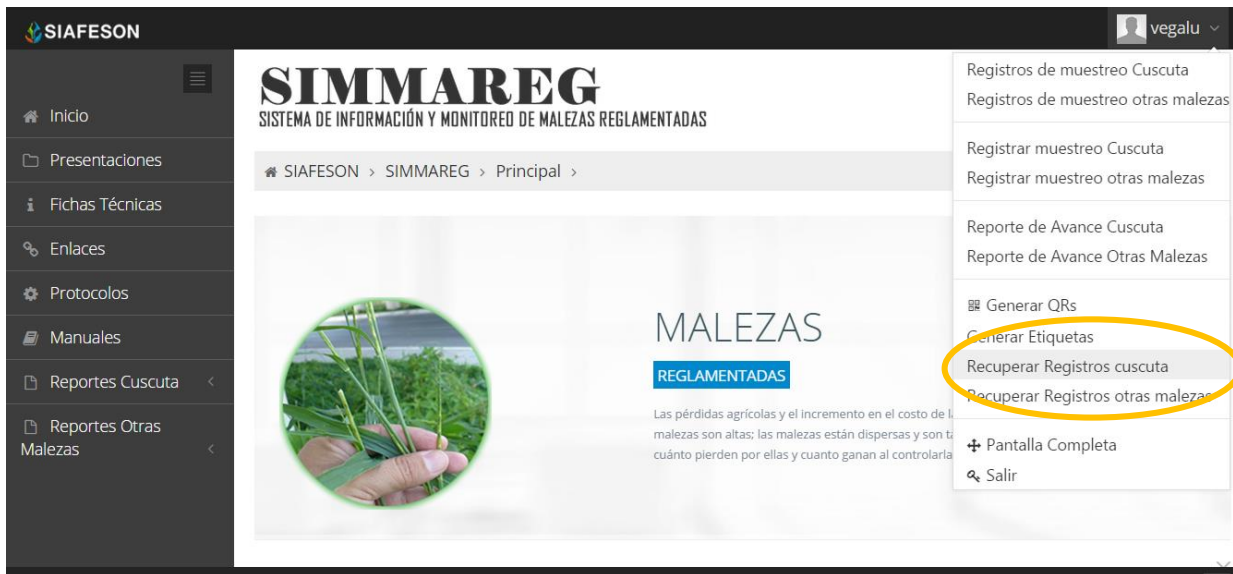 SIAFESON
vegalu
Inicio
Presentaciones
Fichas Técnicas
Enlaces
Protocolos
Manuales
Reportes Cuscuta
Reportes Otras
Malezas
SIMMAREG
SISTEMA DE INFORMACIÓN Y MONITOREO DE MALEZAS REGLAMENTADAS
SIAFESON > SIMMAREG > Principal >
MALEZAS
REGLAMENTADAS
Las pérdidas agrícolas y el incremento en el costo de
malezas son altas; las malezas están dispersas y son
cuánto pierden por ellas y cuanto ganan al controlarla
Registros de muestreo Cuscuta
Registros de muestreo otras malezas
Registrar muestreo Cuscuta
Registrar muestreo otras malezas
Reporte de Avance Cuscuta
Reporte de Avance Otras Malezas
Generar QRs
Generar Etiquetas
Recuperar Registros cuscuta
Recuperar Registros otras malezas
Pantalla Completa
Salir